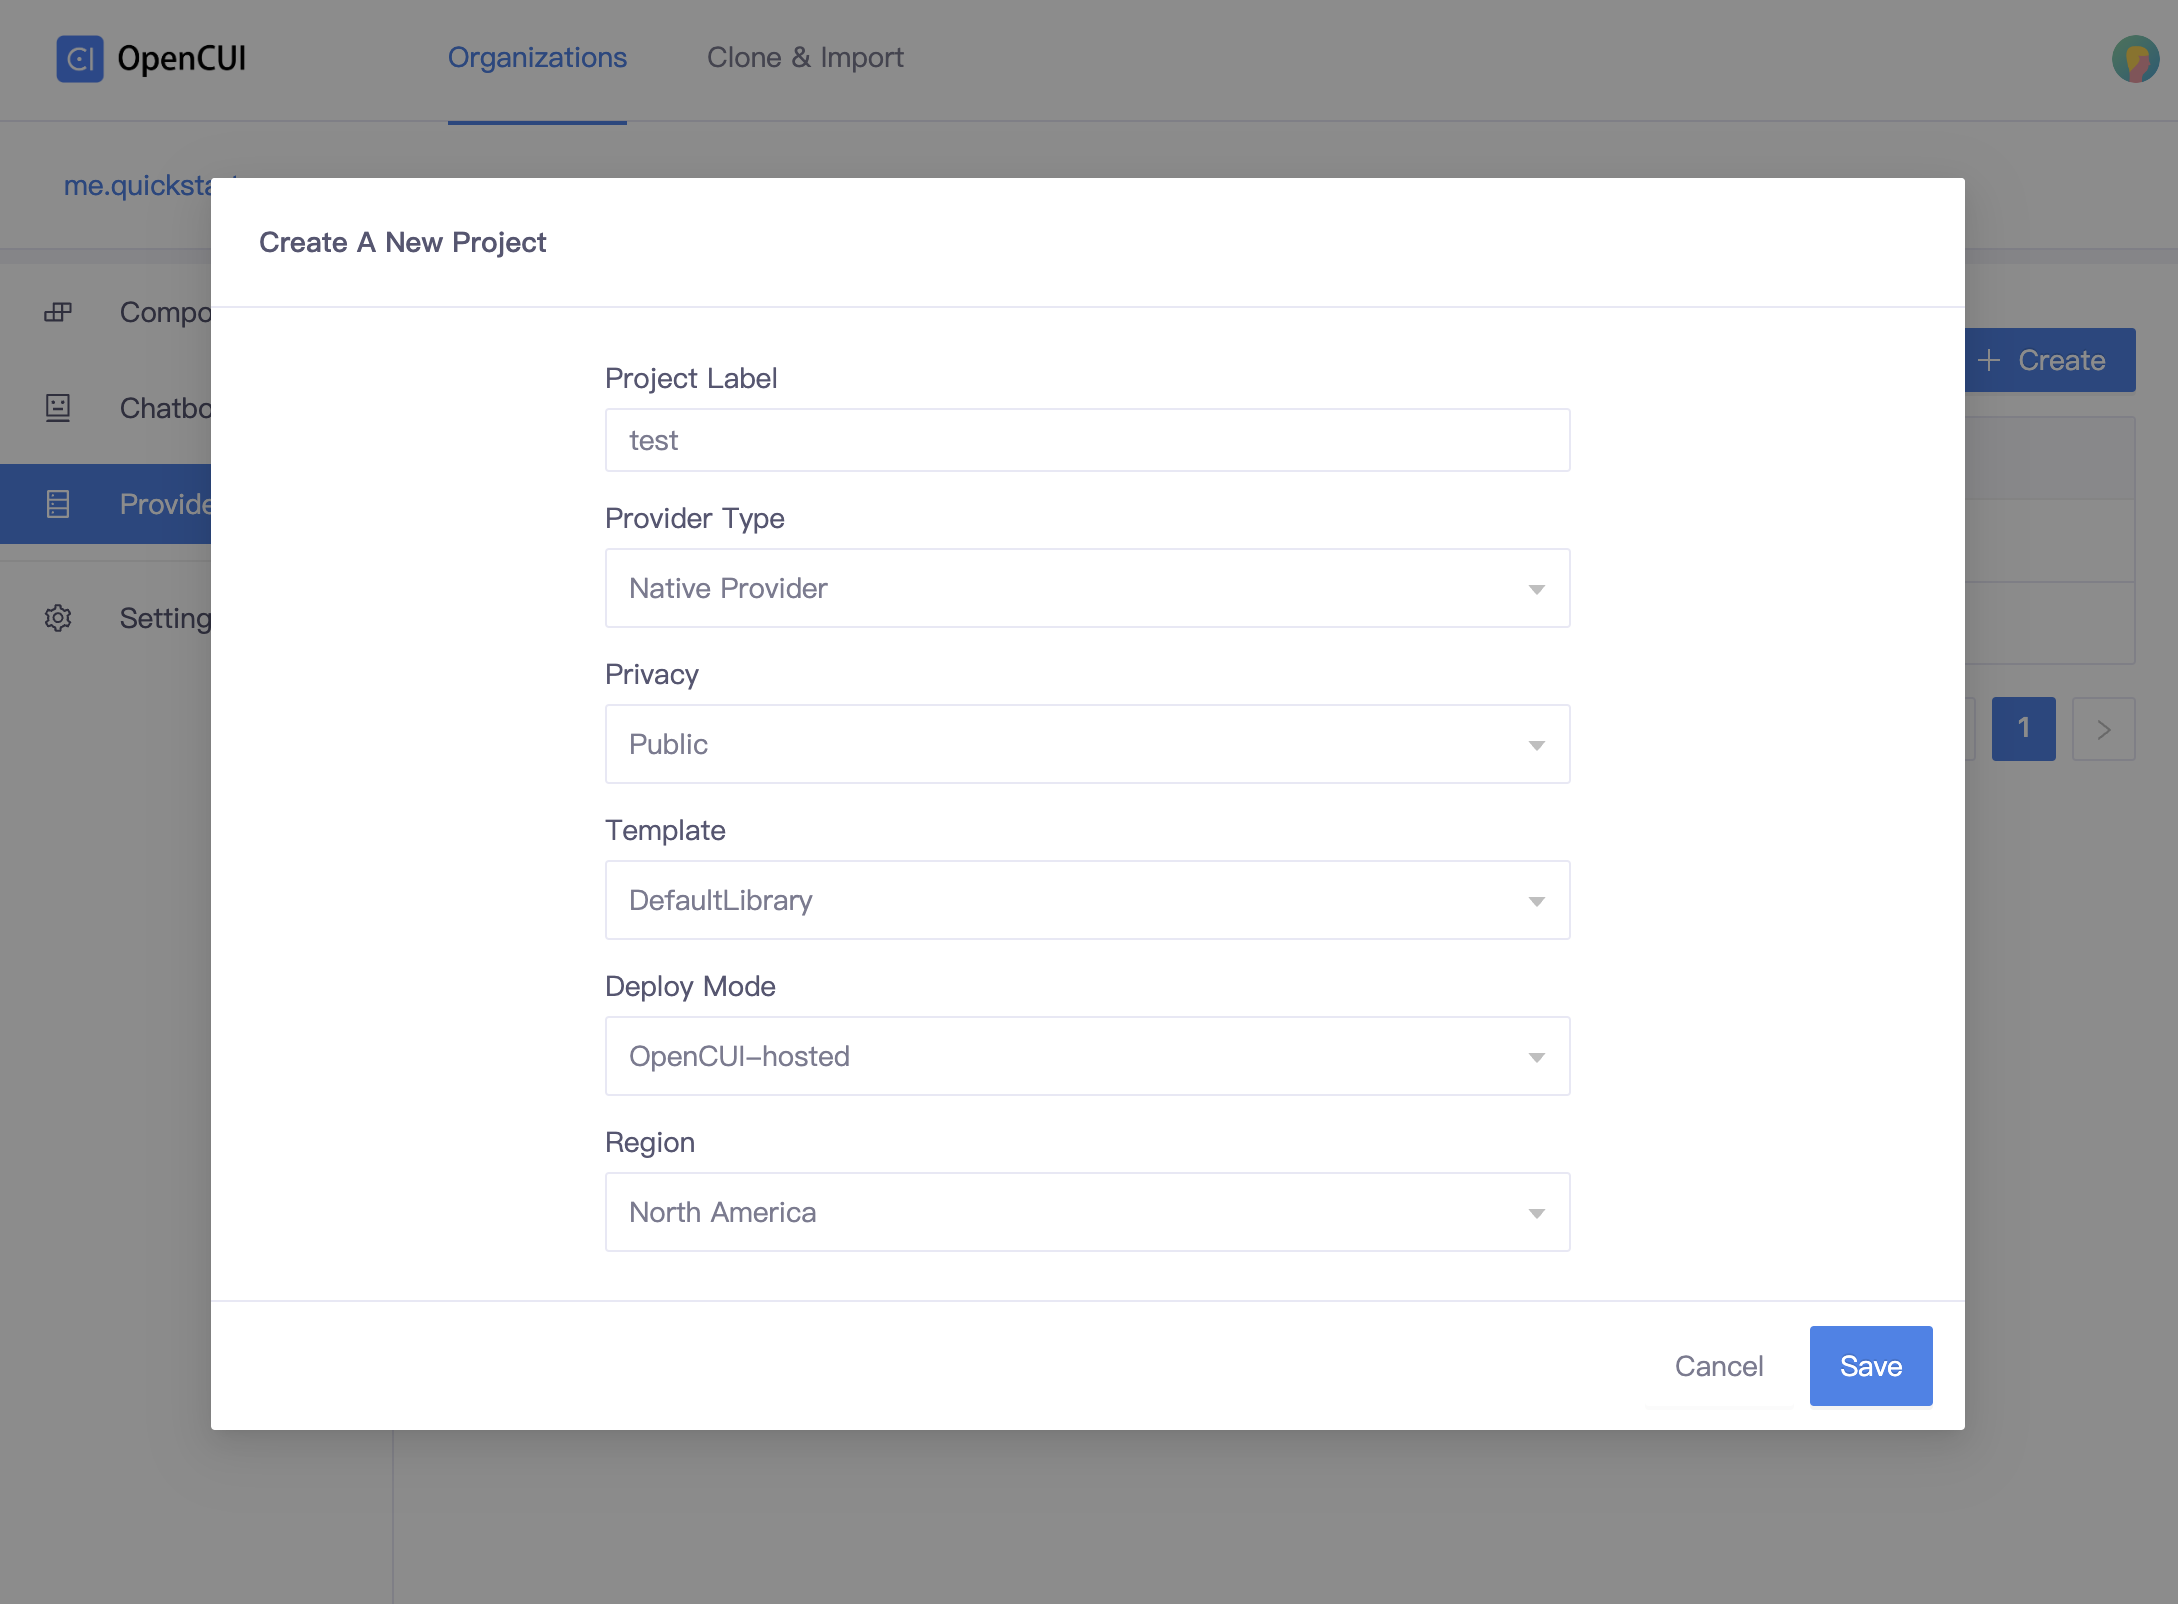 CI OpenCUI
Organizations
Clone & Import
Create A New Project
Project Label
test
Provider Type
Native Provider
Privacy
Public
Template
DefaultLibrary
Deploy Mode
OpenCUI-hosted
Region
North America
Cancel
Save
me.quicksta
Compo
Chatbo
Provide
Setting
+ Create
1
>